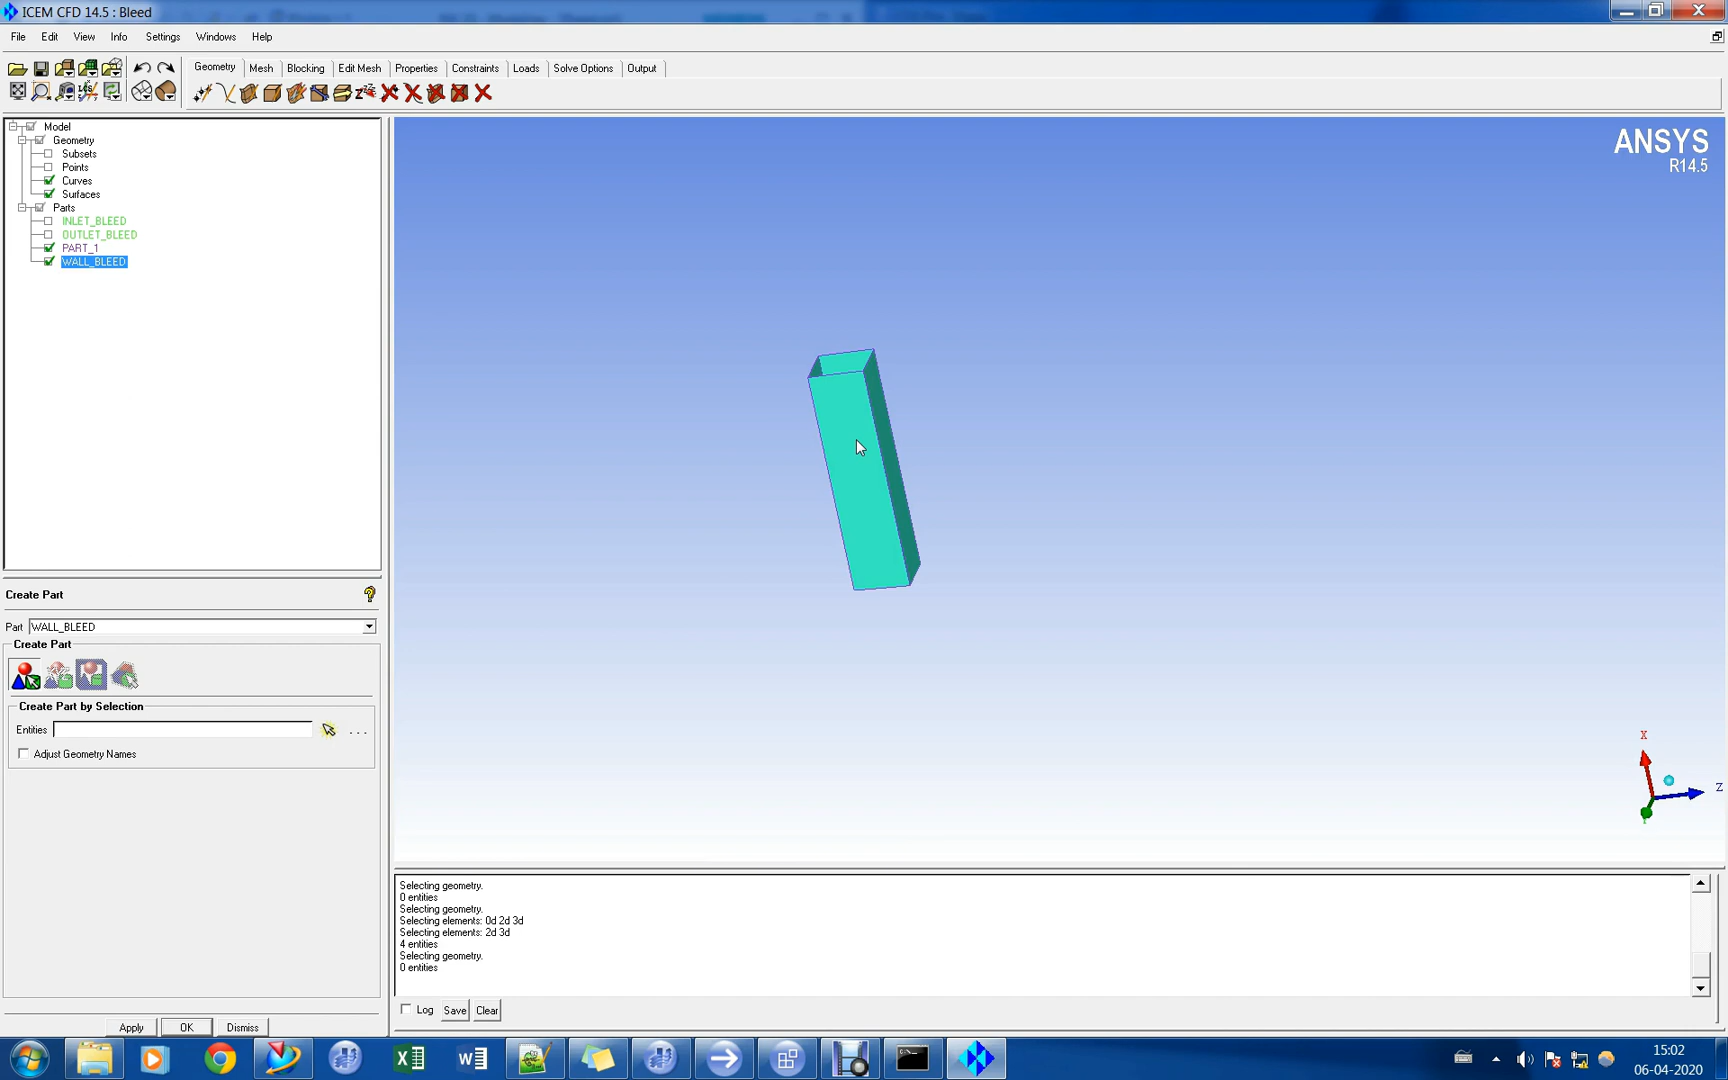 ICEM CFD 14.5 : Bleed
File Edit View Info Settings Windows Help
Geometry Mesh Blocking Edit Mesh Properties Constraints Loads Solve Options Output
LCS
Model
Geometry
Subsets
Points
Curves
Surfaces
Parts
INLET_BLEED
OUTLET_BLEED
PART_1
WALL_BLEED
ANSYS
R14.5
Create Part
Part WALL_BLEED
Create Part
Create Part by Selection
Entities
...
Adjust Geometry Names
Apply OK Dismiss
X
Z
Selecting geometry.
0 entities
Selecting geometry.
Selecting elements: 0d 2d 3d
Selecting elements: 2d 3d
4 entities
Selecting geometry.
0 entities
Log Save Clear
15:02
06-04-2020